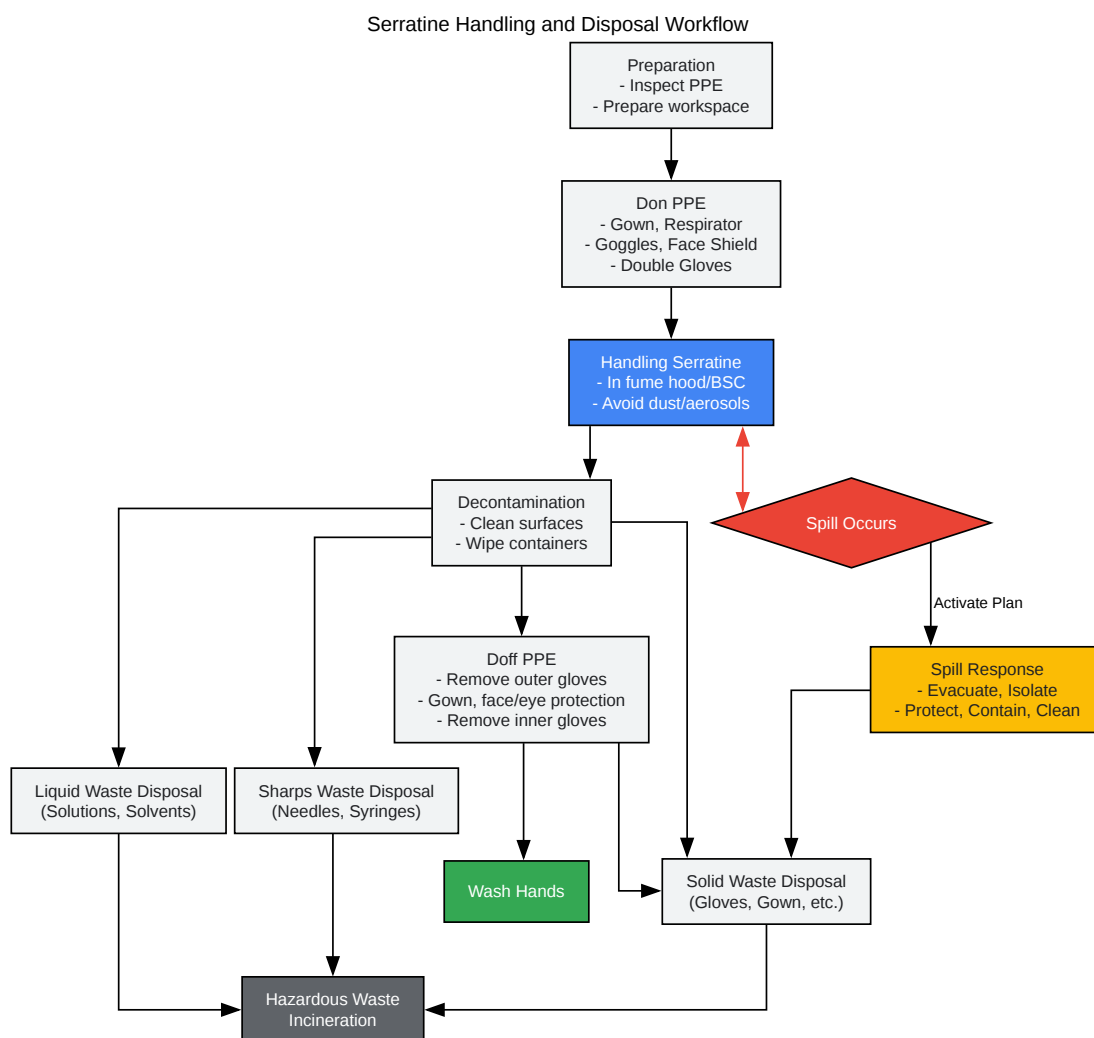 Serratine Handling and Disposal Workflow
Preparation
- Inspect PPE
- Prepare workspace
Don PPE
- Gown, Respirator
- Goggles, Face Shield
- Double Gloves
Handling Serratine
- In fume hood/BSC
- Avoid dust/aerosols
Decontamination
- Clean surfaces
- Wipe containers
Spill Occurs
Activate Plan
Doff PPE
- Remove outer gloves
- Gown, face/eye protection
- Remove inner gloves
Spill Response
- Evacuate, Isolate
- Protect, Contain, Clean
Liquid Waste Disposal
(Solutions, Solvents)
Sharps Waste Disposal
(Needles, Syringes)
Wash Hands
Solid Waste Disposal
(Gloves, Gown, etc.)
Hazardous Waste
Incineration